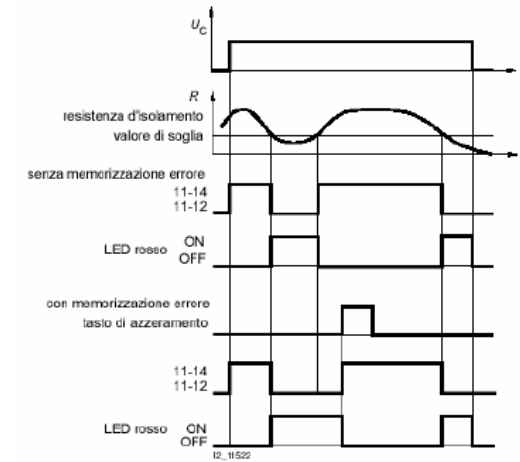 Uc
R
resistenza d'isolamento
valore di soglia
senza memorizzazione errore
11-14
11-12
LED rosso ON
OFF
con memorizzazione errore
tasto di azzeramento
11-14
11-12
LED rosso ON
OFF
I2_11522